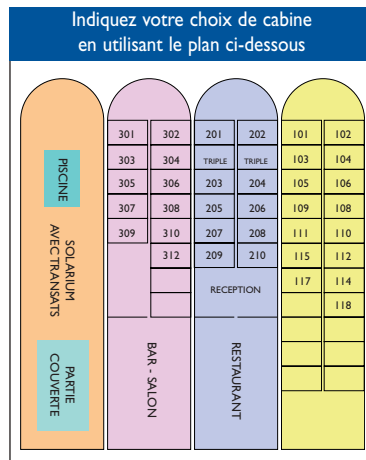 Indiquez votre choix de cabine
en utilisant le plan ci-dessous
PISCINE
SOLARIUM
AVEC TRANSATS
PARTIE
COUVERTE
301 302
303 304
305 306
307 308
309 310
312
BAR - SALON
201 202
TRIPLE TRIPLE
203 204
205 206
207 208
209 210
RECEPTION
RESTAURANT
101 102
103 104
105 106
109 108
111 110
115 112
117 114
118